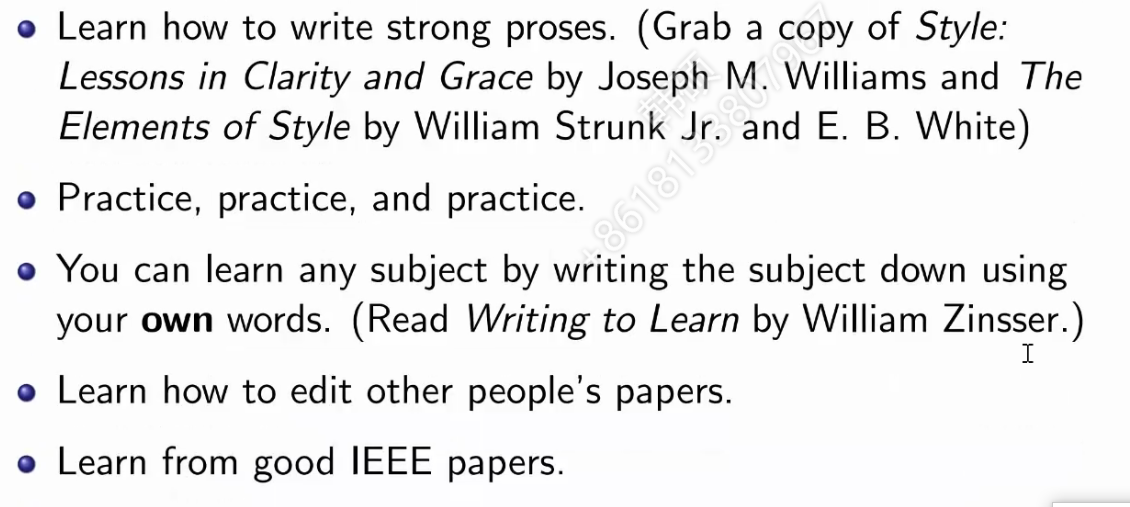 Learn how to write strong proses. (Grab a copy of Style:
Lessons in Clarity and Grace by Joseph M. Williams and The
Elements of Style by William Strunk Jr. and E. B. White)
Practice, practice, and practice.
You can learn any subject by writing the subject down using
your own words. (Read Writing to Learn by William Zinsser.)
Learn how to edit other people's papers.
Learn from good IEEE papers.